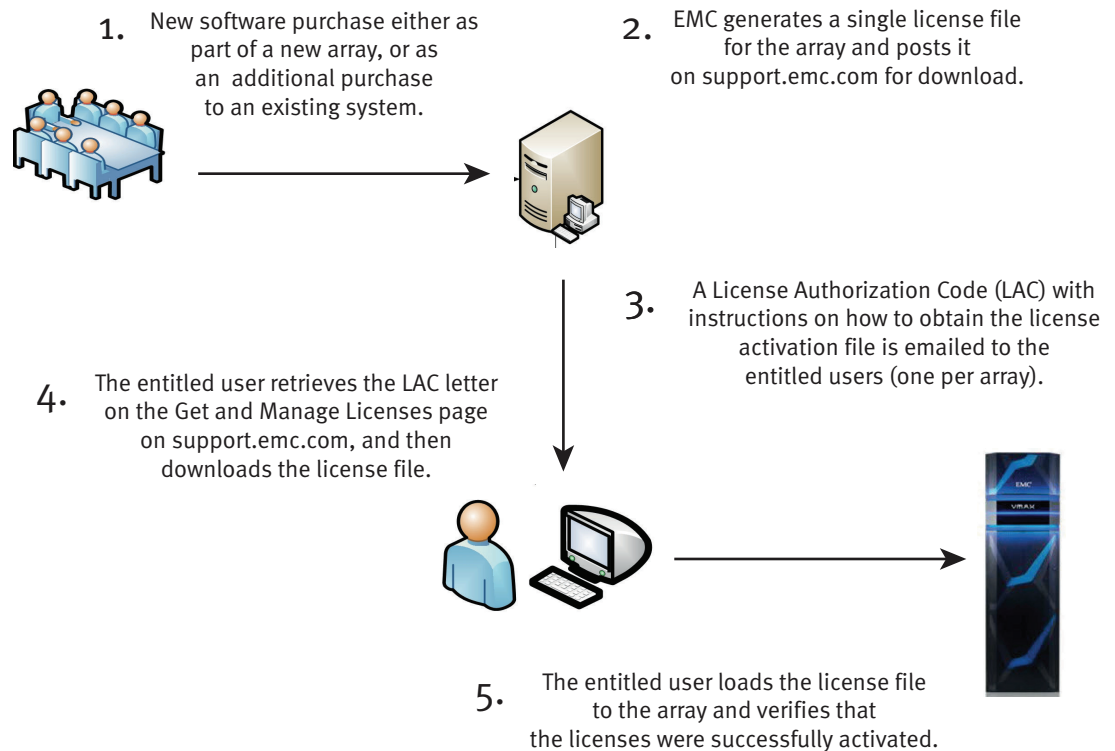 1. New software purchase either as
part of a new array, or as
an additional purchase
to an existing system.
2. EMC generates a single license file
for the array and posts it
on support.emc.com for download.
3. A License Authorization Code (LAC) with
instructions on how to obtain the license
activation file is emailed to the
entitled users (one per array).
4. The entitled user retrieves the LAC letter
on the Get and Manage Licenses page
on support.emc.com, and then
downloads the license file.
EMC
VMAX
5. The entitled user loads the license file
to the array and verifies that
the licenses were successfully activated.